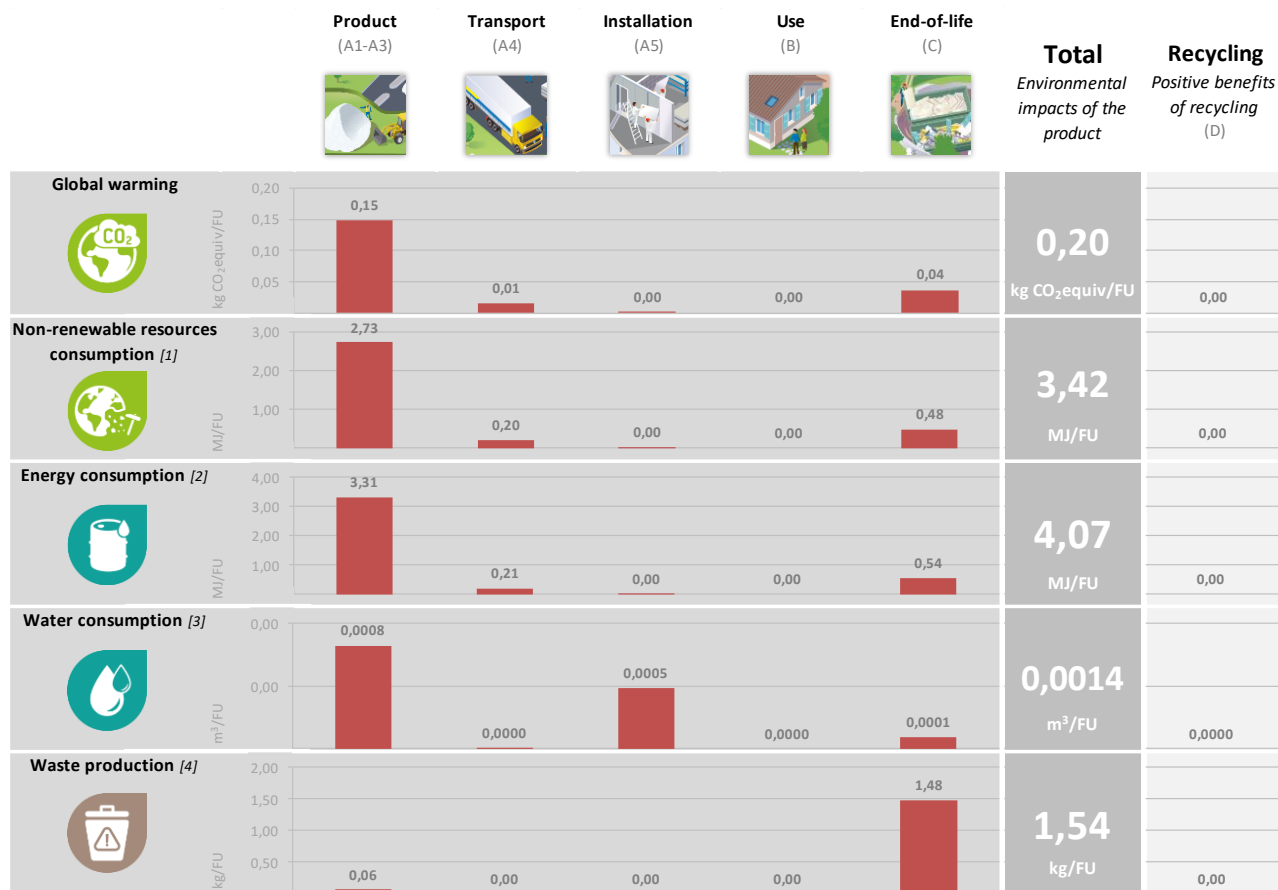 Product
(A1-A3)
Transport
(A4)
Installation
(A5)
Use
(B)
End-of-life
(C)
Total
Environmental
impacts of the
product
Recycling
Positive benefits
of recycling
(D)
Global warming
CO2
kg CO2equiv/FU
0,20
0,15
0,10
0,05
0,15
0,01
0,00
0,00
0,04
0,20
kg CO2equiv/FU
0,00
Non-renewable resources
consumption [1]
MJ/FU
3,00
2,00
1,00
2,73
0,20
0,00
0,00
0,48
3,42
MJ/FU
0,00
Energy consumption [2]
MJ/FU
4,00
3,00
2,00
1,00
3,31
0,21
0,00
0,00
0,54
4,07
MJ/FU
0,00
Water consumption [3]
m³/FU
0,00
0,00
0,0008
0,0000
0,0005
0,0000
0,0001
0,0014
m³/FU
0,0000
Waste production [4]
kg/FU
2,00
1,50
1,00
0,50
0,06
0,00
0,00
0,00
1,48
1,54
kg/FU
0,00